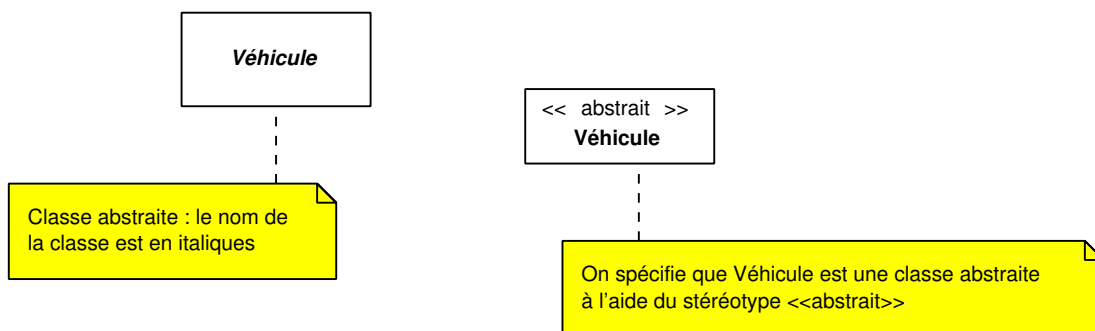 Véhicule
Classe abstraite : le nom de
la classe est en italiques
<< abstrait >>
Véhicule
On spécifie que Véhicule est une classe abstraite
à l'aide du stéréotype <<abstrait>>